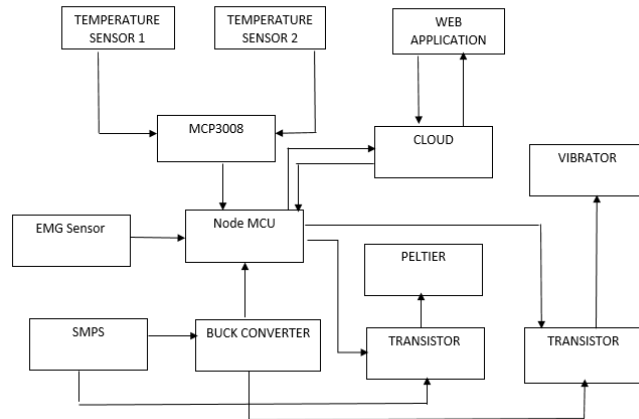 TEMPERATURE
SENSOR 1
TEMPERATURE
SENSOR 2
WEB
APPLICATION
MCP3008
CLOUD
VIBRATOR
EMG Sensor
Node MCU
PELTIER
SMPS
BUCK CONVERTER
TRANSISTOR
TRANSISTOR